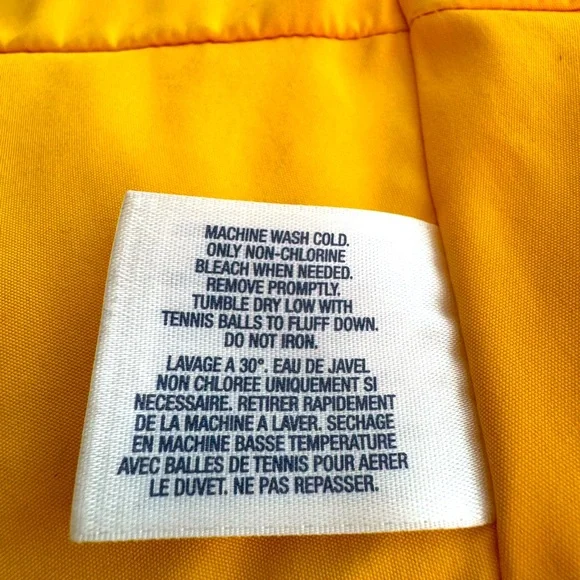 MACHINE WASH COLD.
ONLY NON-CHLORINE
BLEACH WHEN NEEDED.
REMOVE PROMPTLY.
TUMBLE DRY LOW WITH
TENNIS BALLS TO FLUFF DOWN.
DO NOT IRON.
LAVAGE A 30°. EAU DE JAVEL
NON CHLOREE UNIQUEMENT SI
NECESSAIRE. RETIRER RAPIDEMENT
DE LA MACHINE A LAVER. SECHAGE
EN MACHINE BASSE TEMPERATURE
AVEC BALLES DE TENNIS POUR AERER
LE DUVET. NE PAS REPASSER.